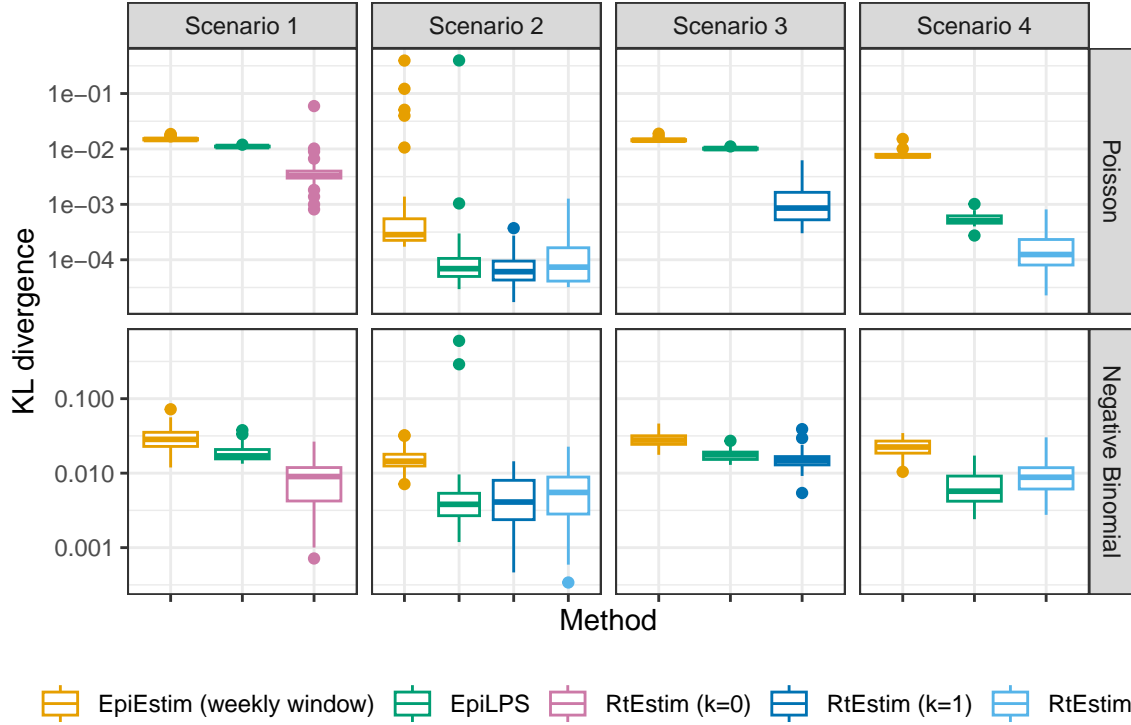 Scenario 1 Scenario 2 Scenario 3 Scenario 4
1e−01
1e−02
1e−03
1e−04
Poisson
KL divergence
0.100
0.010
0.001
Negative Binomial
Method
EpiEstim (weekly window) EpiLPS RtEstim (k=0) RtEstim (k=1) RtEstim